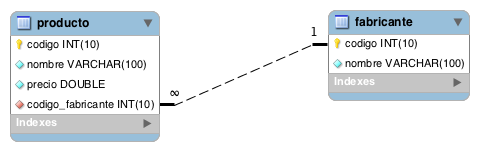 producto
codigo INT(10)
nombre VARCHAR(100)
precio DOUBLE
codigo_fabricante INT(10)
Indexes
∞
1
fabricante
codigo INT(10)
nombre VARCHAR(100)
Indexes